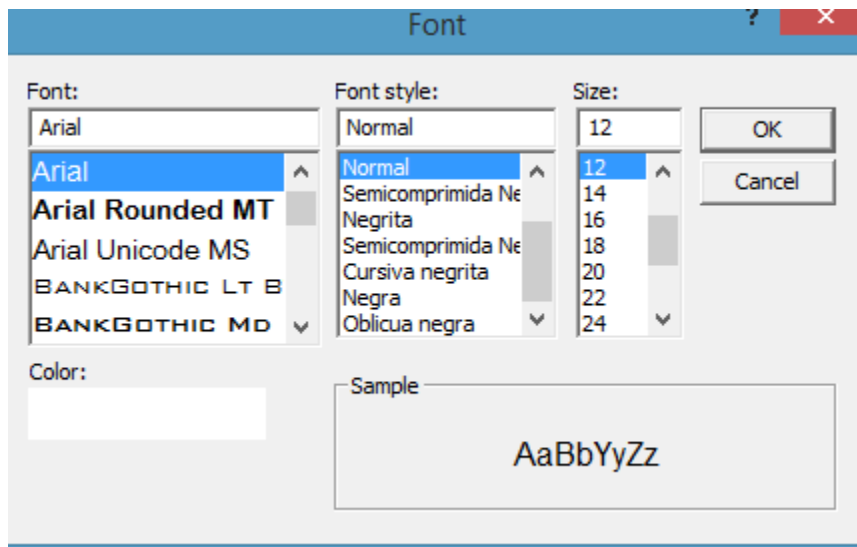 Font ?
Font: Font style: Size:
Arial Normal 12 OK
Arial Normal 12 Cancel
Arial Rounded MT Semicomprimida Ne 14
Arial Unicode MS Negrita 16
BankGothic Lt B Semicomprimida Ne 18
BankGothic Md Cursiva negrita 20
Negra 22
Oblicua negra 24
Color:
Sample
AaBbYyZz